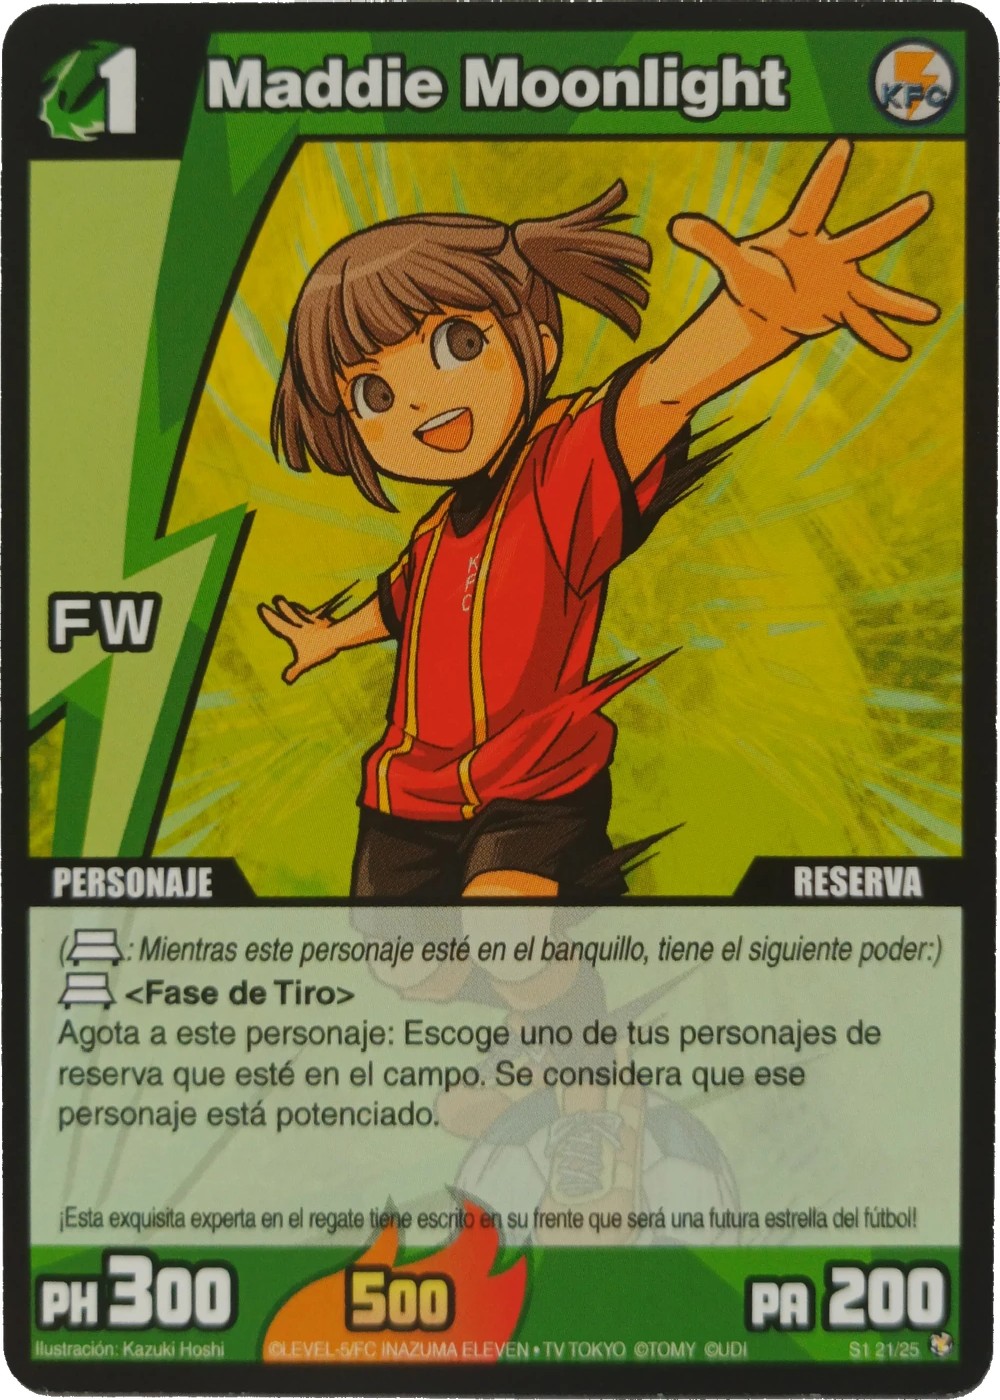 1
Maddie Moonlight
KFC
KFC
FW
PERSONAJE
RESERVA
( : Mientras este personaje esté en el banquillo, tiene el siguiente poder:)
<Fase de Tiro>
Agota a este personaje: Escoge uno de tus personajes de
reserva que esté en el campo. Se considera que ese
personaje está potenciado.
¡Esta exquisita experta en el regate tiene escrito en su frente que será una futura estrella del fútbol!
PH 300
500
PA 200
Ilustración: Kazuki Hoshi
©LEVEL-5/FC INAZUMA ELEVEN • TV TOKYO ©TOMY ©UDI
S1 21/25